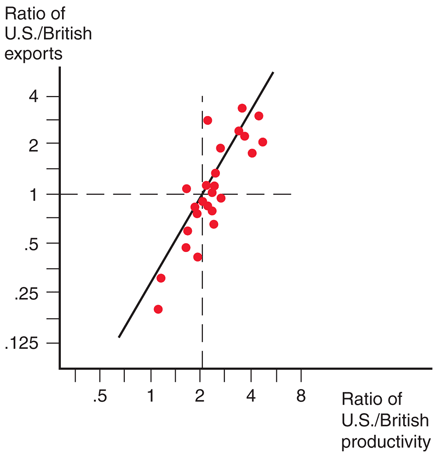 Ratio of
U.S./British
exports
4
2
1
.5
.25
.125
.5 1 2 4 8
Ratio of
U.S./British
productivity